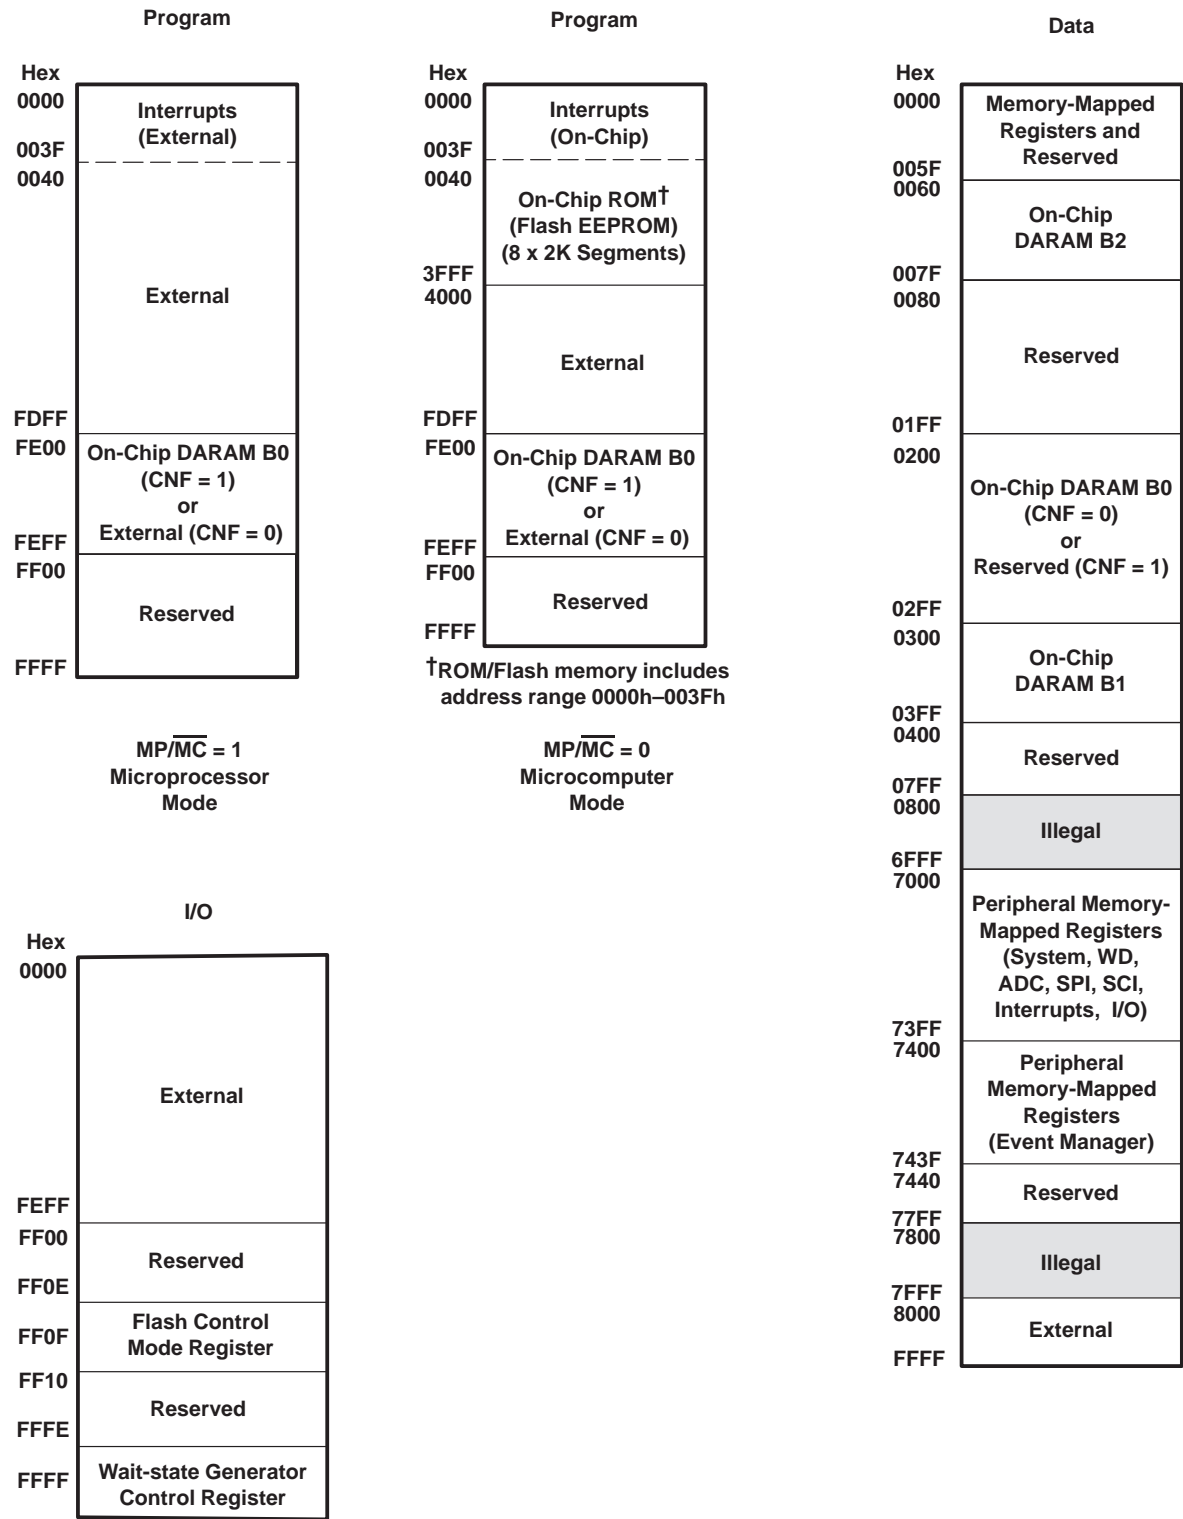 Program
Hex
0000
Interrupts
(External)
003F
0040
External
FDFF
FE00
On-Chip DARAM B0
(CNF = 1)
or
External (CNF = 0)
FEFF
FF00
Reserved
FFFF
MP/MC = 1
Microprocessor
Mode
Program
Hex
0000
Interrupts
(On-Chip)
003F
0040
On-Chip ROM†
(Flash EEPROM)
(8 x 2K Segments)
3FFF
4000
External
FDFF
FE00
On-Chip DARAM B0
(CNF = 1)
or
External (CNF = 0)
FEFF
FF00
Reserved
FFFF
†ROM/Flash memory includes
address range 0000h–003Fh
MP/MC = 0
Microcomputer
Mode
Data
Hex
0000
Memory-Mapped
Registers and
Reserved
005F
0060
On-Chip
DARAM B2
007F
0080
Reserved
01FF
0200
On-Chip DARAM B0
(CNF = 0)
or
Reserved (CNF = 1)
02FF
0300
On-Chip
DARAM B1
03FF
0400
Reserved
07FF
0800
Illegal
6FFF
7000
Peripheral Memory-
Mapped Registers
(System, WD,
ADC, SPI, SCI,
Interrupts, I/O)
73FF
7400
Peripheral
Memory-Mapped
Registers
(Event Manager)
743F
7440
Reserved
77FF
7800
Illegal
7FFF
8000
External
FFFF
I/O
Hex
0000
External
FEFF
FF00
Reserved
FF0E
Flash Control
Mode Register
FF0F
FF10
Reserved
FFFE
Wait-state Generator
Control Register
FFFF